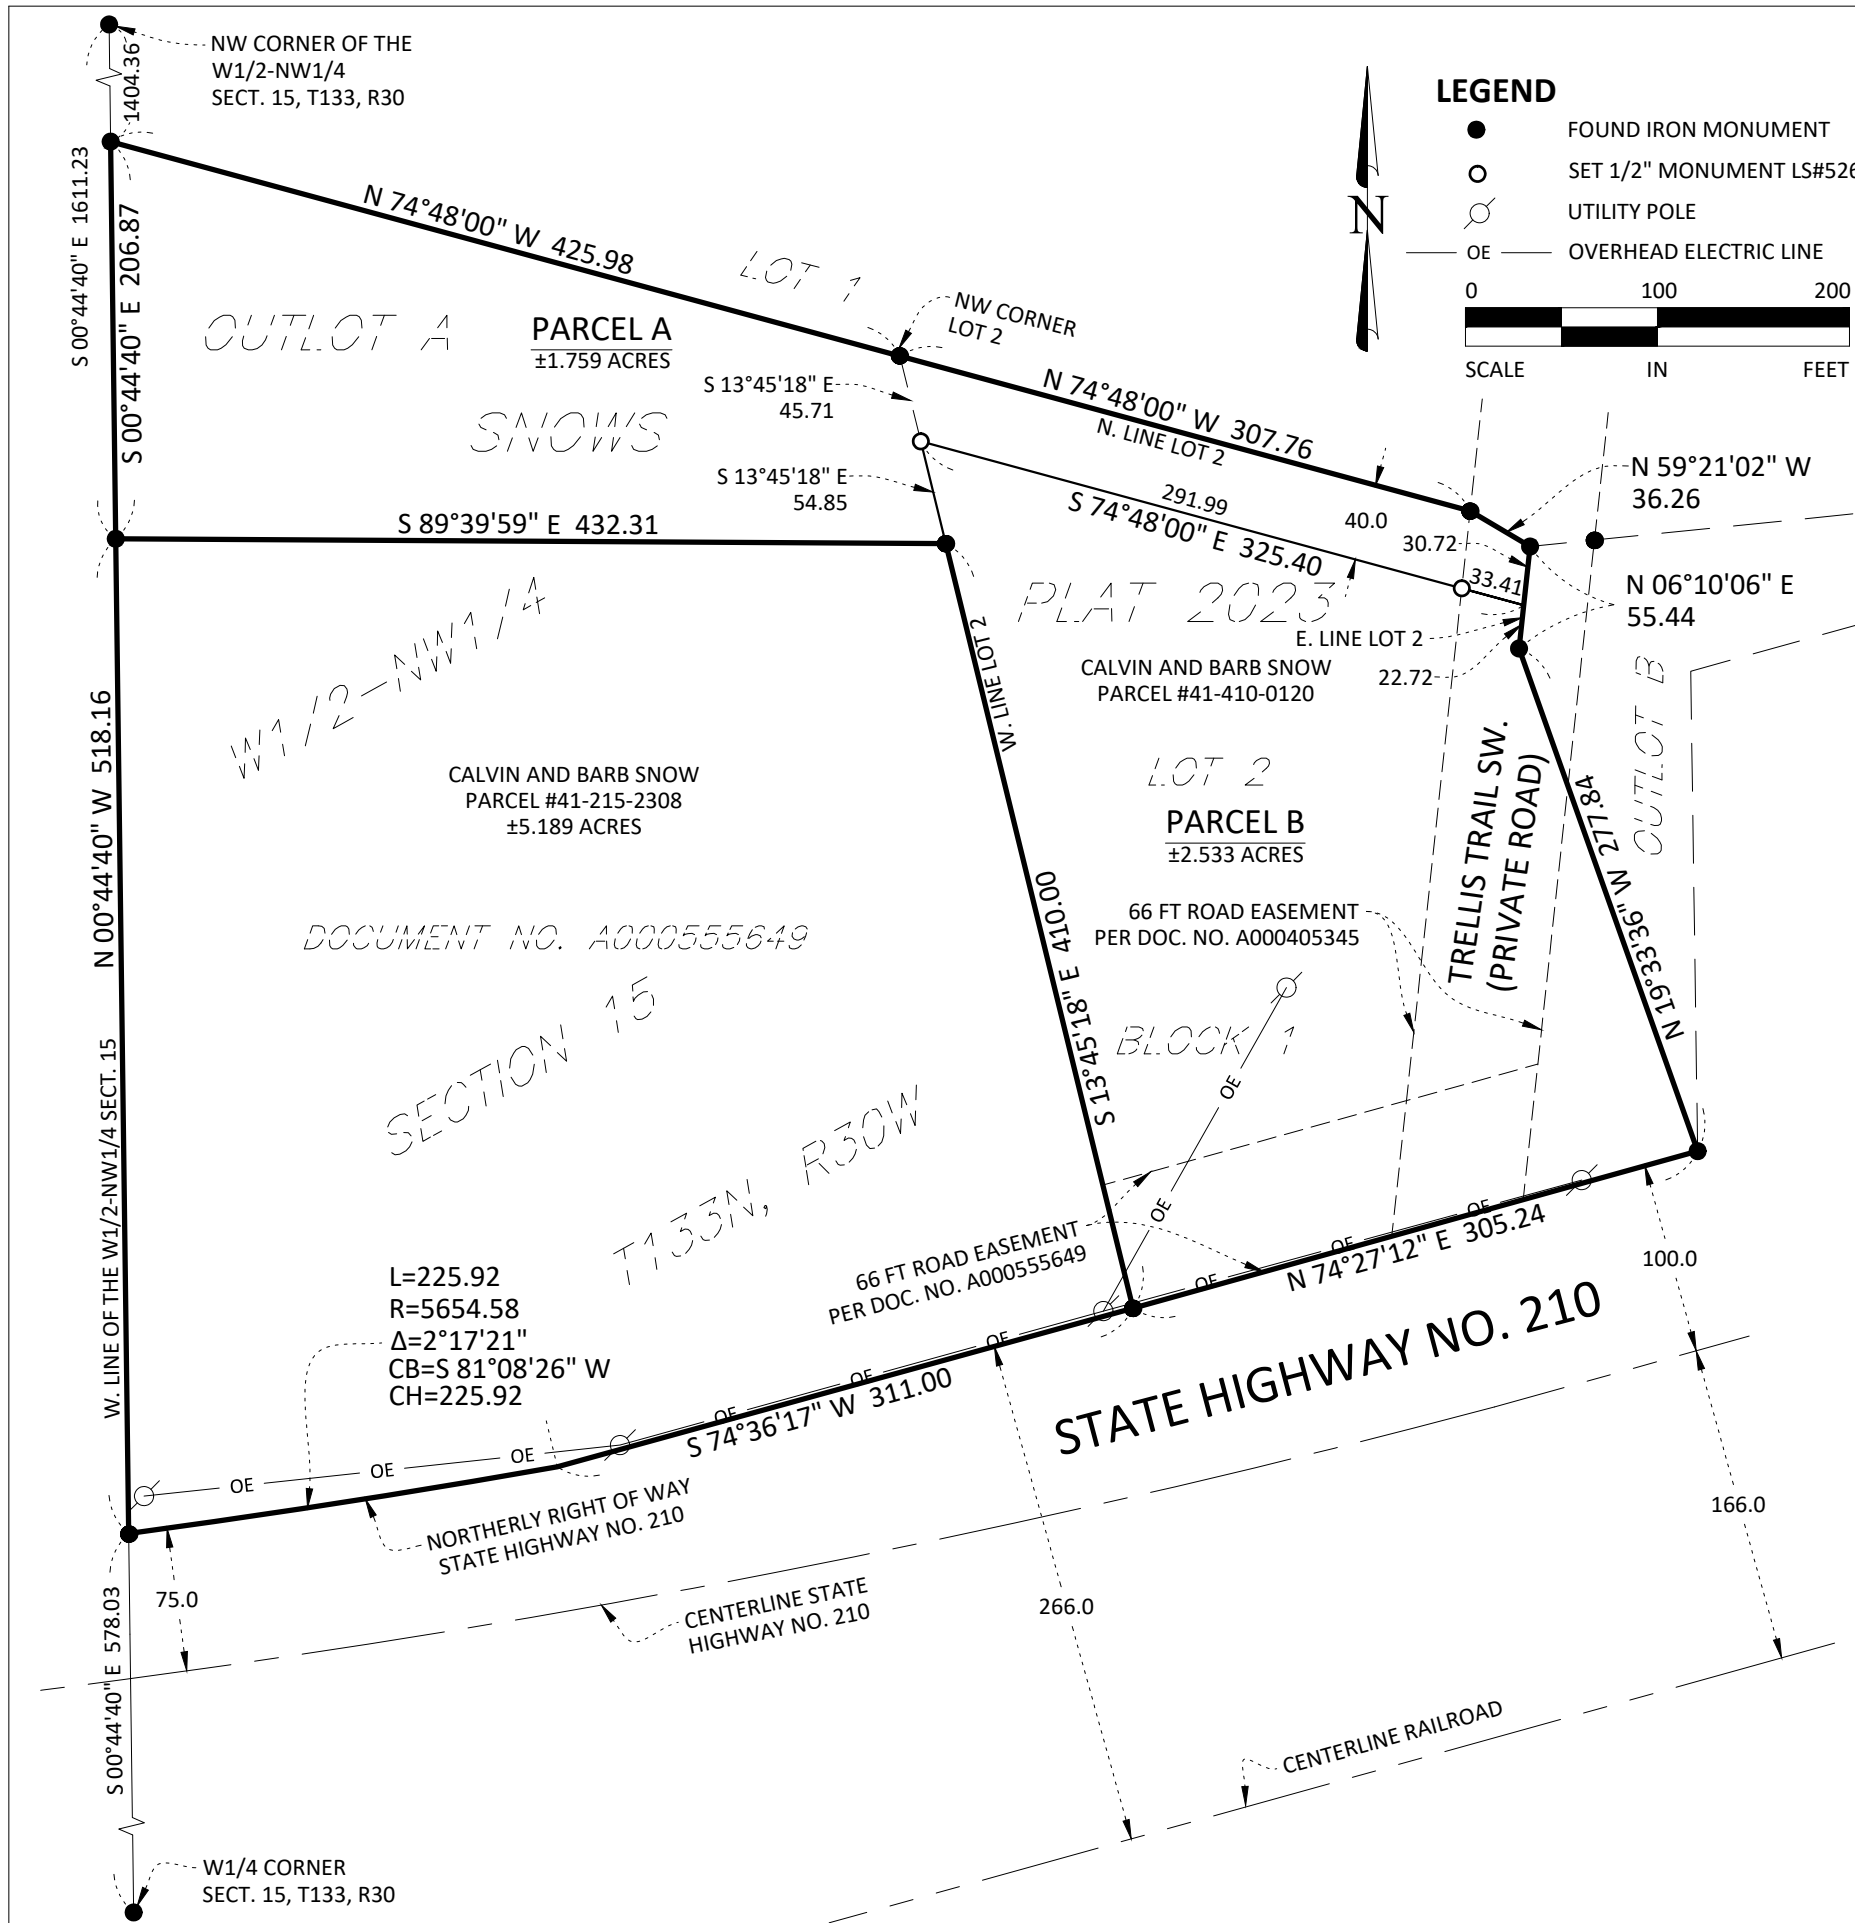 NW CORNER OF THE
W1/2-NW1/4
SECT. 15, T133, R30
1404.36
LEGEND
FOUND IRON MONUMENT
SET 1/2" MONUMENT LS#526
UTILITY POLE
OE OVERHEAD ELECTRIC LINE
0 100 200
SCALE IN FEET
N
S 00°44'40" E 1611.23
S 00°44'40" E 206.87
N 74°48'00" W 425.98
LOT 1
OUTLOT A
PARCEL A
±1.759 ACRES
SNOWS
NW CORNER
LOT 2
S 13°45'18" E
45.71
S 13°45'18" E
54.85
N 74°48'00" W 307.76
N. LINE LOT 2
291.99
S 74°48'00" E 325.40
40.0
30.72
33.41
N 59°21'02" W
36.26
N 06°10'06" E
55.44
E. LINE LOT 2
22.72
S 89°39'59" E 432.31
PLAT 2023
CALVIN AND BARB SNOW
PARCEL #41-410-0120
W1/2-NW1/4
W. LINE LOT 2
N 00°44'40" W 518.16
CALVIN AND BARB SNOW
PARCEL #41-215-2308
±5.189 ACRES
LOT 2
PARCEL B
±2.533 ACRES
TRELLIS TRAIL SW.
(PRIVATE ROAD)
OUTLOT B
N 19°33'36" W 277.84
66 FT ROAD EASEMENT
PER DOC. NO. A000405345
DOCUMENT NO. A000555649
S 13°45'18" E 410.00
BLOCK 1
SECTION 15
T133N, R30W
W. LINE OF THE W1/2-NW1/4 SECT. 15
OE
OE
66 FT ROAD EASEMENT
PER DOC. NO. A000555649
L=225.92
R=5654.58
Δ=2°17'21"
CB=S 81°08'26" W
CH=225.92
OE OE OE OE OE OE OE OE OE
N 74°27'12" E 305.24
100.0
S 74°36'17" W 311.00
STATE HIGHWAY NO. 210
NORTHERLY RIGHT OF WAY
STATE HIGHWAY NO. 210
166.0
75.0
S 00°44'40" E 578.03
CENTERLINE STATE
HIGHWAY NO. 210
266.0
CENTERLINE RAILROAD
W1/4 CORNER
SECT. 15, T133, R30